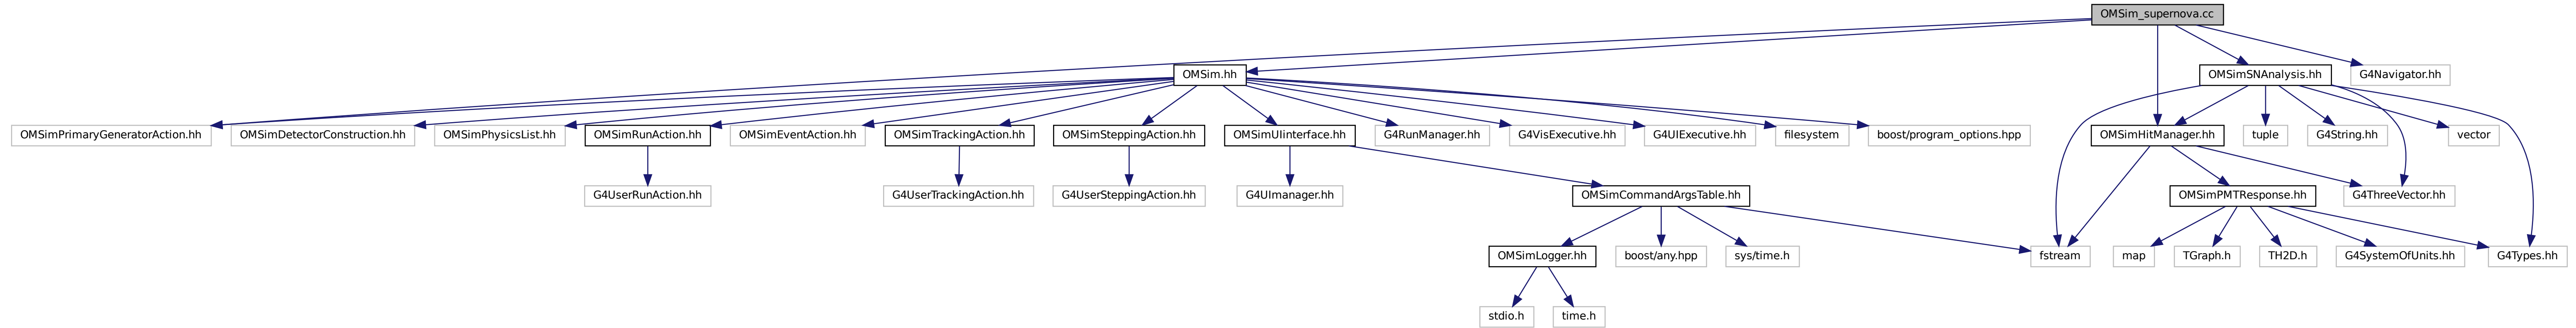 OMSim_supernova.cc
OMSim.hh
OMSimSNAnalysis.hh
G4Navigator.hh
OMSimPrimaryGeneratorAction.hh
OMSimDetectorConstruction.hh
OMSimPhysicsList.hh
OMSimRunAction.hh
OMSimEventAction.hh
OMSimTrackingAction.hh
OMSimSteppingAction.hh
OMSimUIinterface.hh
G4RunManager.hh
G4VisExecutive.hh
G4UIExecutive.hh
filesystem
boost/program_options.hpp
OMSimHitManager.hh
tuple
G4String.hh
vector
G4UserRunAction.hh
G4UserTrackingAction.hh
G4UserSteppingAction.hh
G4UImanager.hh
OMSimCommandArgsTable.hh
OMSimPMTResponse.hh
G4ThreeVector.hh
OMSimLogger.hh
boost/any.hpp
sys/time.h
fstream
map
TGraph.h
TH2D.h
G4SystemOfUnits.hh
G4Types.hh
stdio.h
time.h